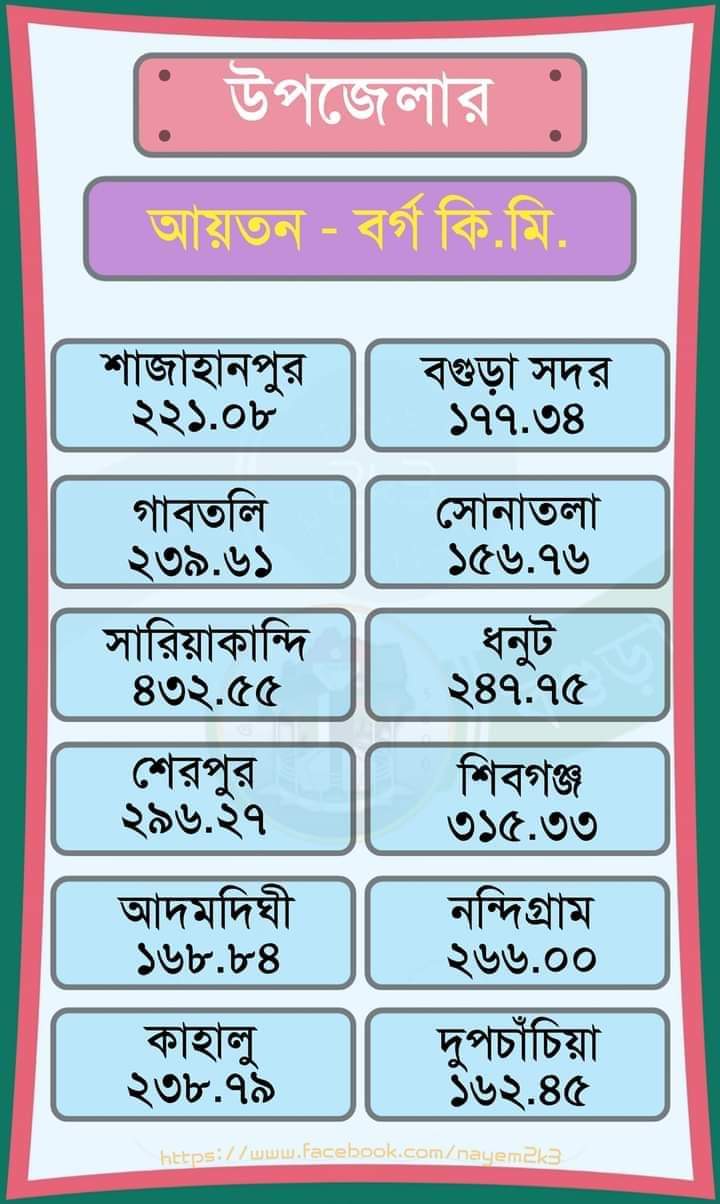 উপজেলার
আয়তন - বর্গ কি.মি.
শাজাহানপুর
২২১.০৮
বগুড়া সদর
১৭৭.৩৪
গাবতলি
২৩৯.৬১
সোনাতলা
১৫৬.৭৬
সারিয়াকান্দি
৪৩২.৫৫
ধনুট
২৪৭.৭৫
শেরপুর
২৯৬.২৭
শিবগঞ্জ
৩১৫.৩৩
আদমদিঘী
১৬৮.৮৪
নন্দিগ্রাম
২৬৬.০০
কাহালু
২৩৮.৭৯
দুপচাঁচিয়া
১৬২.৪৫
https://www.facebook.com/nayem2k3